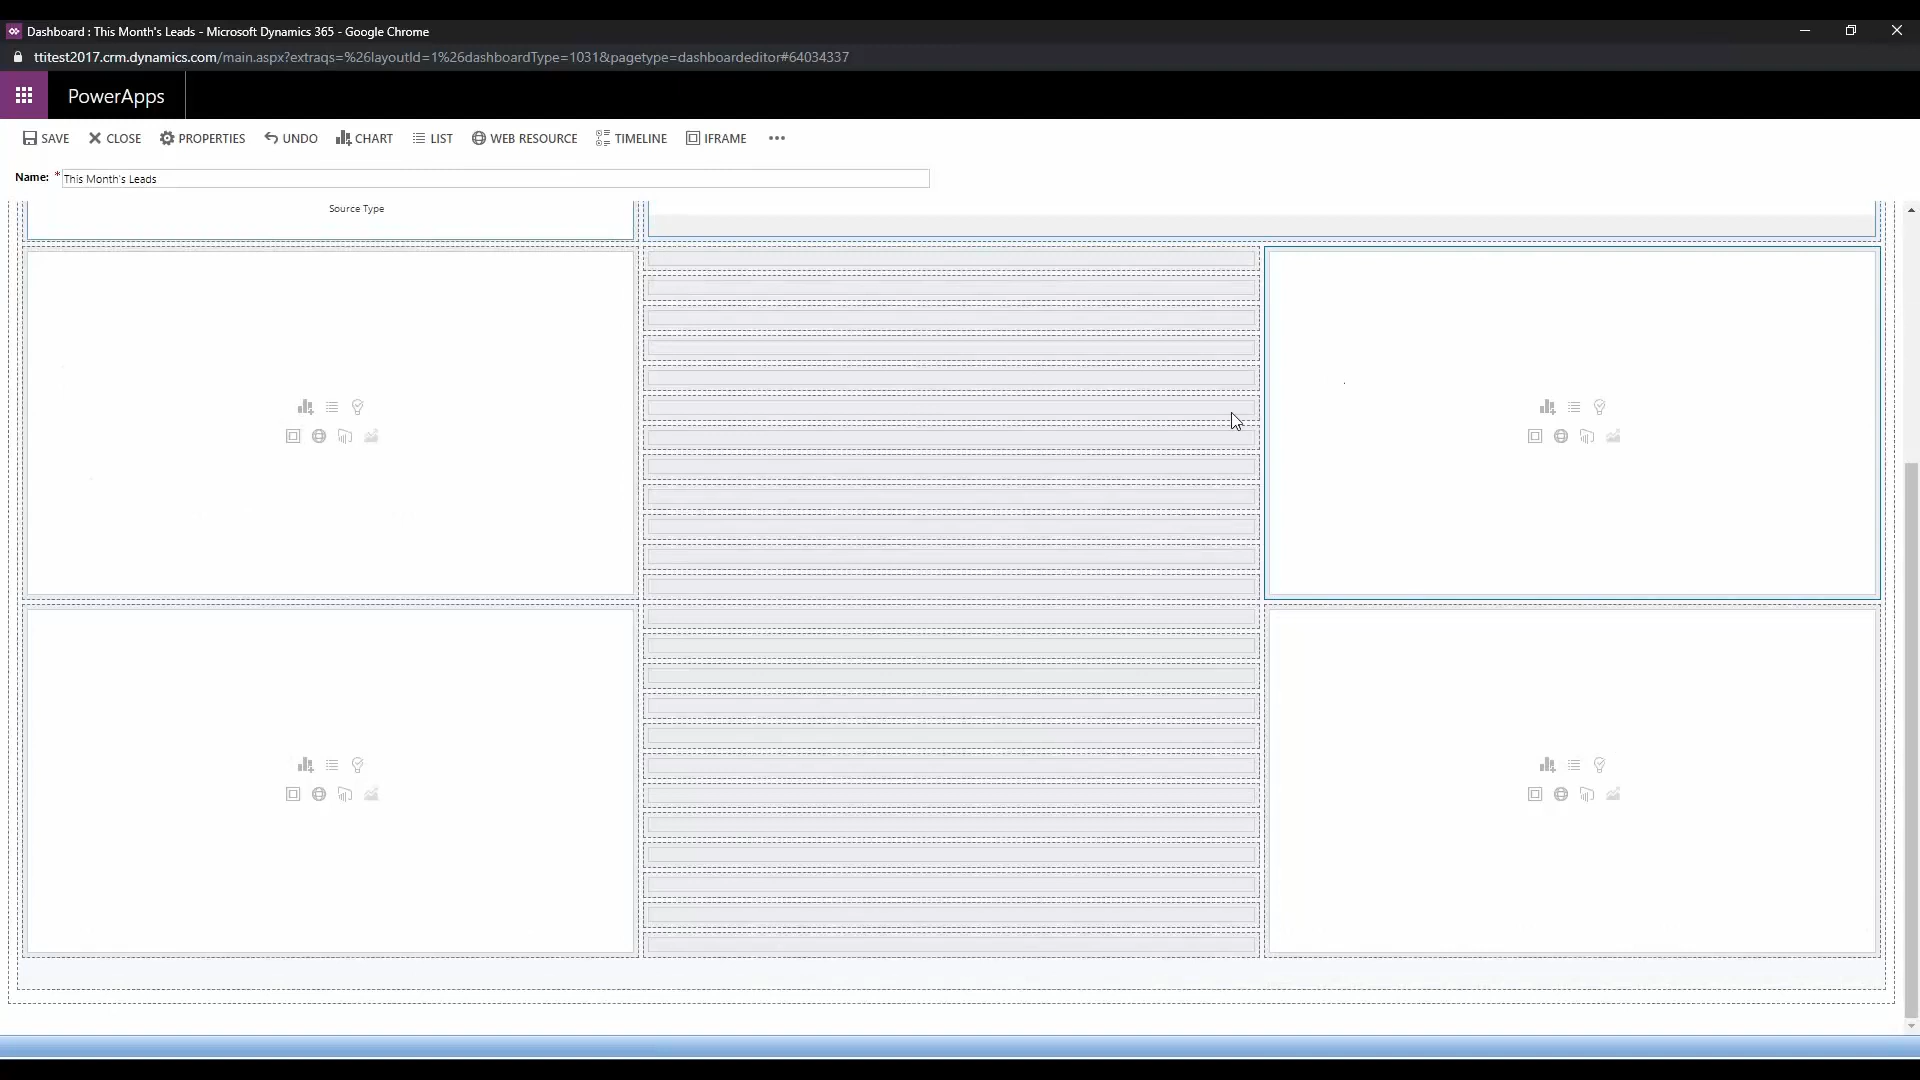 Dashboard : This Month's Leads - Microsoft Dynamics 365 - Google Chrome
ttitest2017.crm.dynamics.com/main.aspx?extraqs=%26layoutId=1%26dashboardType=1031&pagetype=dashboardeditor#64034337
PowerApps
SAVE CLOSE PROPERTIES UNDO CHART LIST WEB RESOURCE TIMELINE IFRAME •••
Name: * This Month's Leads
Source Type